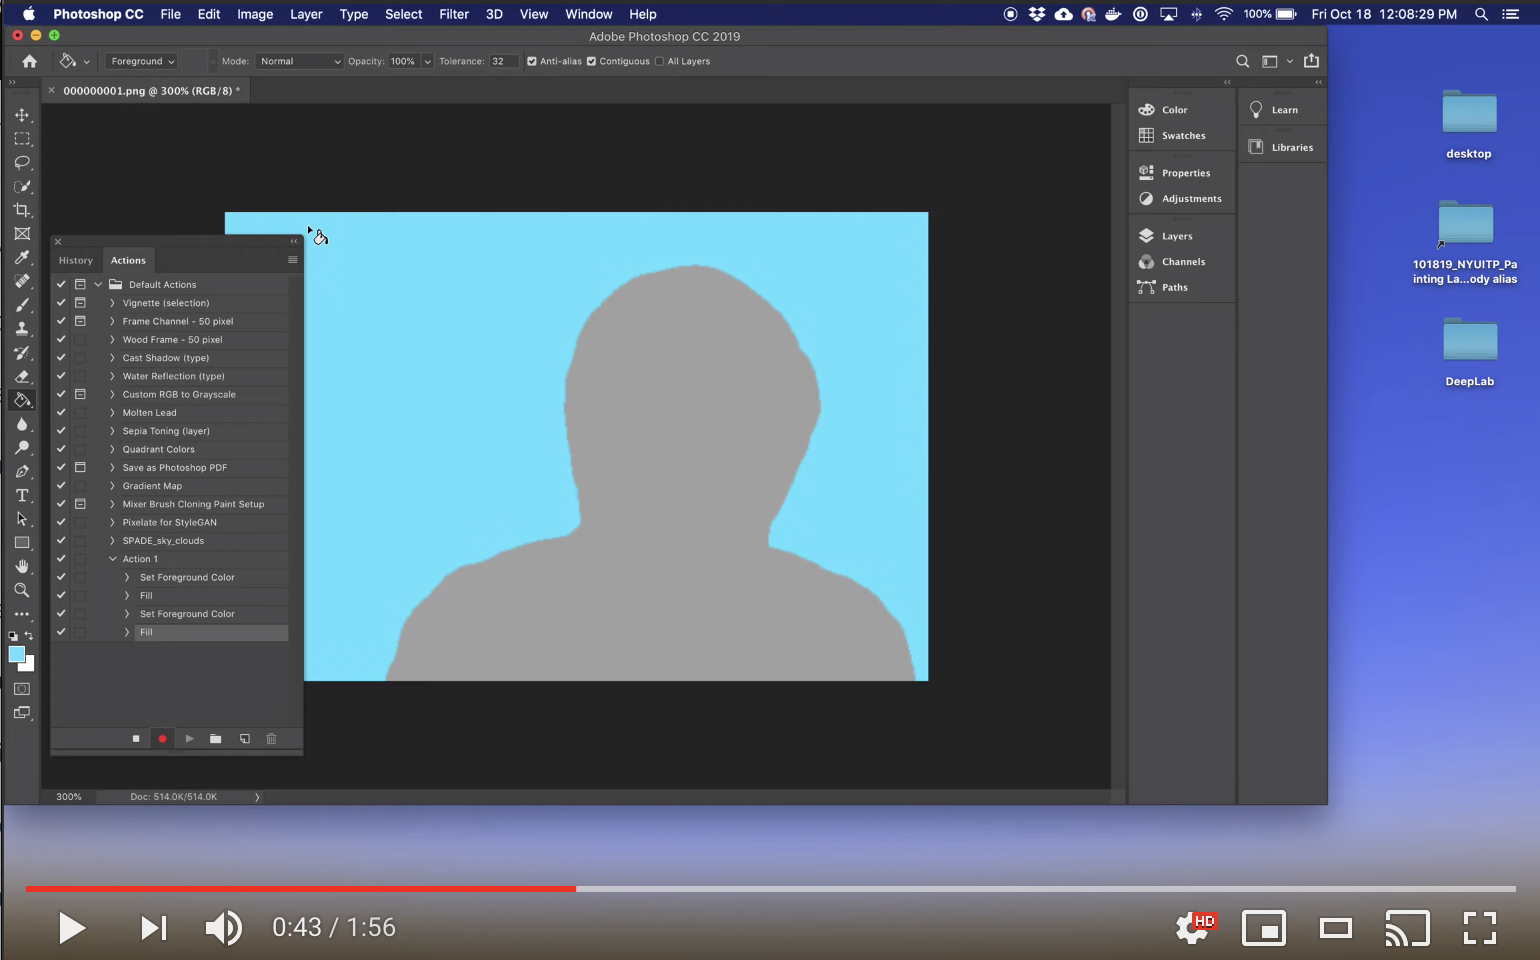 Photoshop CC File Edit Image Layer Type Select Filter 3D View Window Help 100% Fri Oct 18 12:08:29 PM
Adobe Photoshop CC 2019
Foreground Mode: Normal Opacity: 100% Tolerance: 32 Anti-alias Contiguous All Layers
000000001.png @ 300% (RGB/8) *
Color
Swatches
Properties
Adjustments
Layers
Channels
Paths
Learn
Libraries
desktop
101819_NYUITP_Pa
inting La...ody alias
DeepLab
History Actions
Default Actions
Vignette (selection)
Frame Channel - 50 pixel
Wood Frame - 50 pixel
Cast Shadow (type)
Water Reflection (type)
Custom RGB to Grayscale
Molten Lead
Sepia Toning (layer)
Quadrant Colors
Save as Photoshop PDF
Gradient Map
Mixer Brush Cloning Paint Setup
Pixelate for StyleGAN
SPADE_sky_clouds
Action 1
Set Foreground Color
Fill
Set Foreground Color
Fill
300% Doc: 514.0K/514.0K
0:43 / 1:56
HD